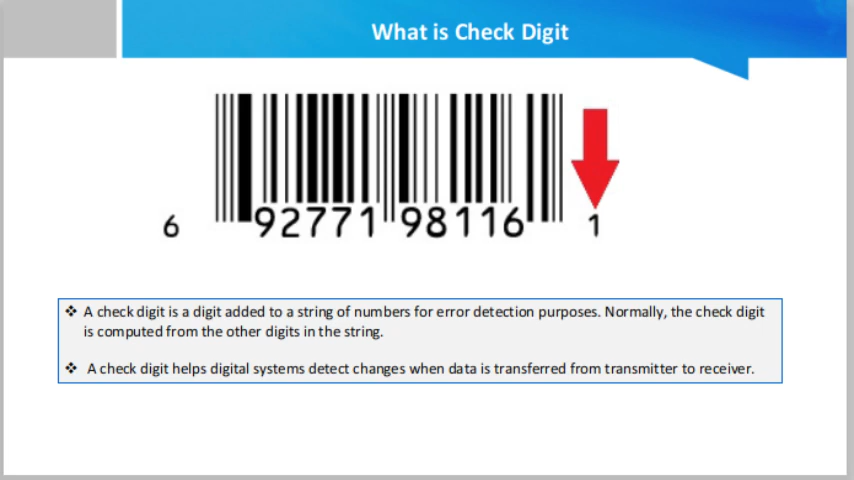 What is Check Digit
6 92771 98116 1
❖ A check digit is a digit added to a string of numbers for error detection purposes. Normally, the check digit
is computed from the other digits in the string.
❖ A check digit helps digital systems detect changes when data is transferred from transmitter to receiver.